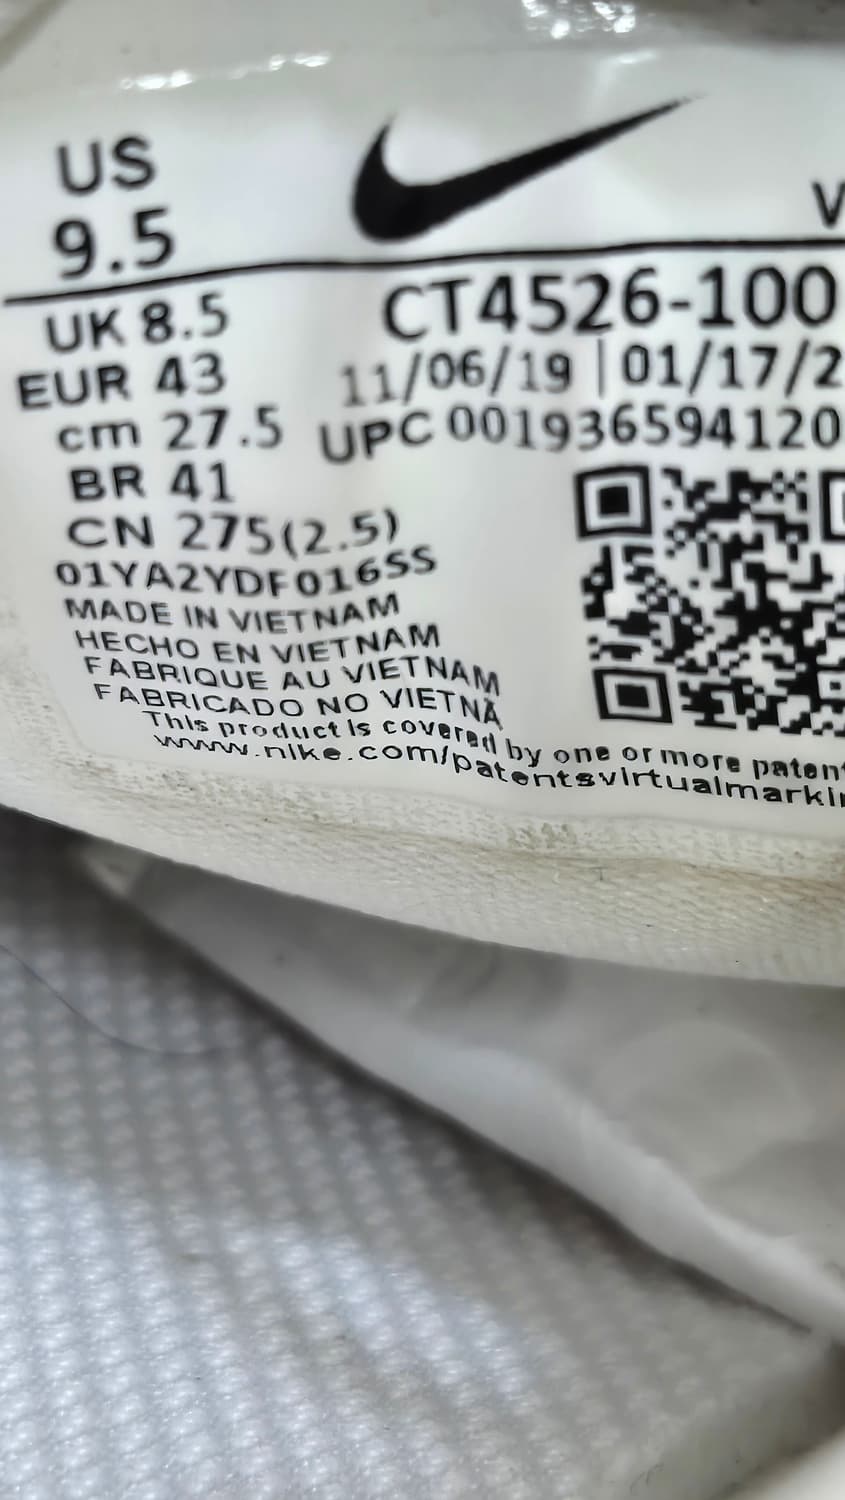 US
9.5
V
UK 8.5
CT4526-100
EUR 43
11/06/19 | 01/17/2
cm 27.5
UPC 001936594120
BR 41
CN 275(2.5)
01YA2YDF016SS
MADE IN VIETNAM
HECHO EN VIETNAM
FABRIQUE AU VIETNAM
FABRICADO NO VIETNÃ
This product is covered by one or more patent
www.nike.com/patentsvirtualmarkin